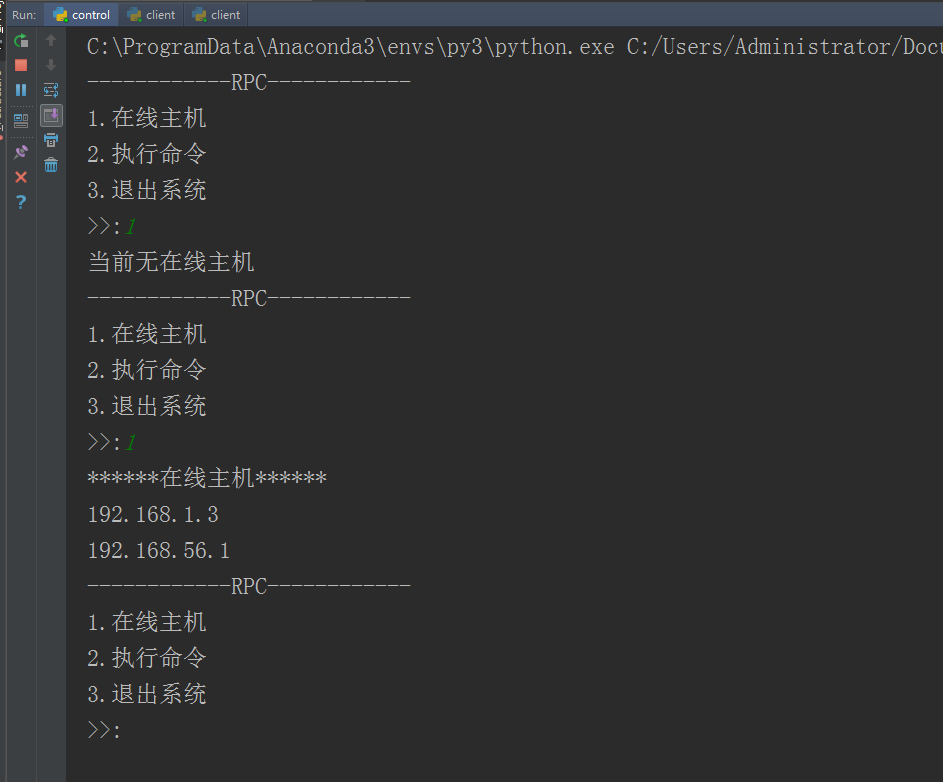 Run: control client client
C:\ProgramData\Anaconda3\envs\py3\python.exe C:/Users/Administrator/Docu
------------RPC------------
1.在线主机
2.执行命令
3.退出系统
>>:1
当前无在线主机
------------RPC------------
1.在线主机
2.执行命令
3.退出系统
>>:1
******在线主机******
192.168.1.3
192.168.56.1
------------RPC------------
1.在线主机
2.执行命令
3.退出系统
>>: